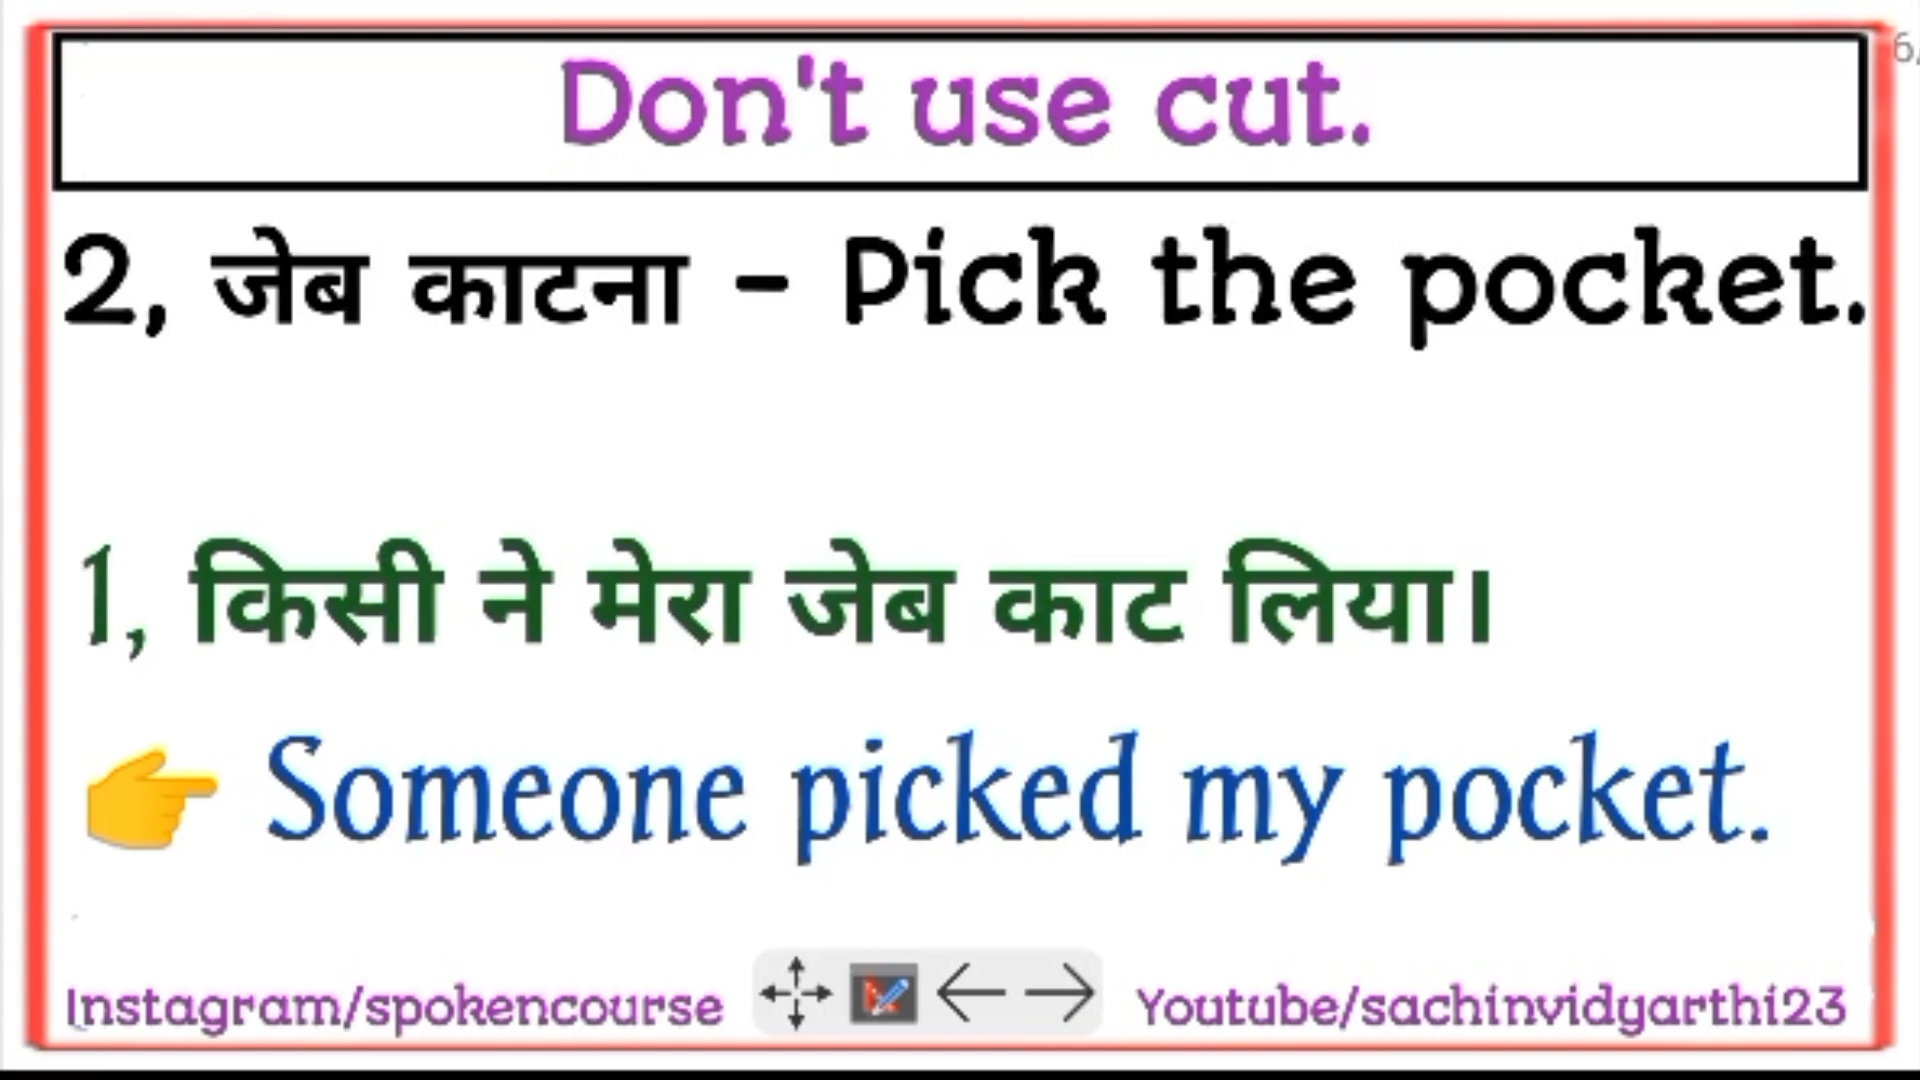 Don't use cut.
2, जेब काटना - Pick the pocket.
1, किसी ने मेरा जेब काट लिया।
👉 Someone picked my pocket.
Instagram/spokencourse Youtube/sachinvidyarthi23